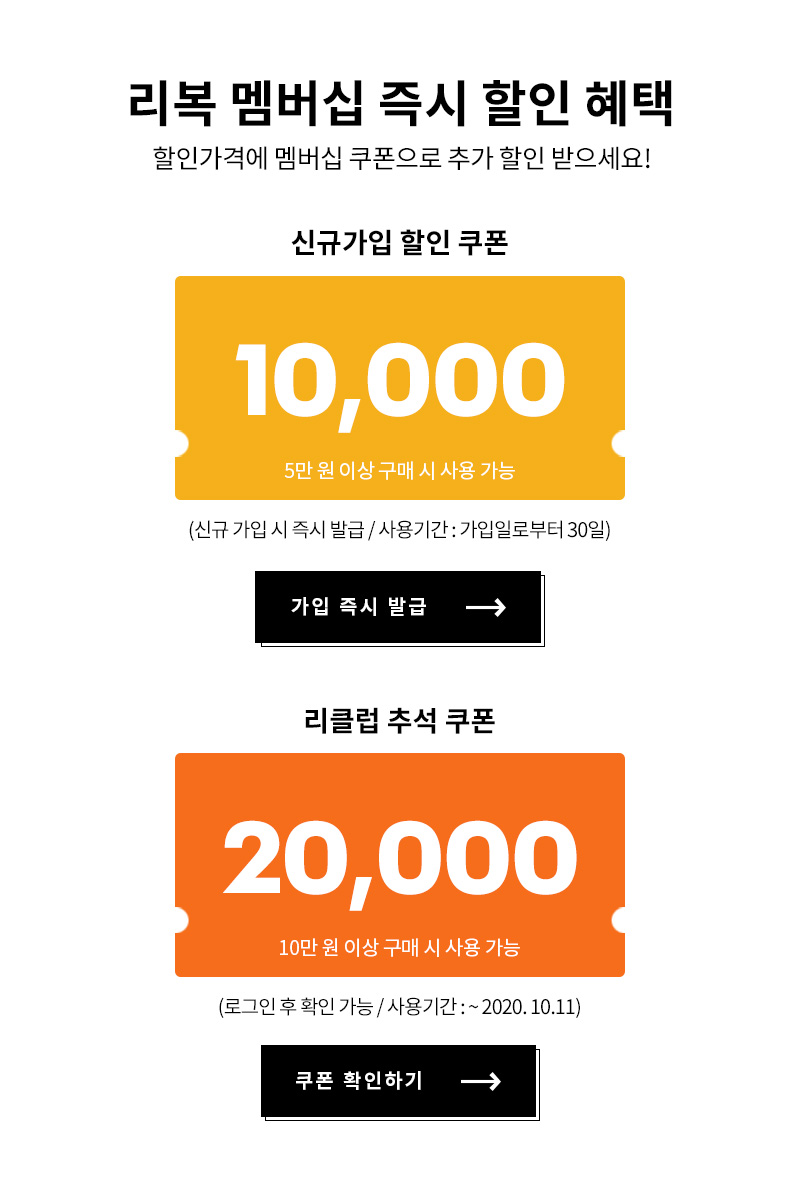 리복 멤버십 즉시 할인 혜택
할인가격에 멤버십 쿠폰으로 추가 할인 받으세요!
신규가입 할인 쿠폰
10,000
5만 원 이상 구매 시 사용 가능
(신규 가입 시 즉시 발급 / 사용기간 : 가입일로부터 30일)
가입 즉시 발급
리클럽 추석 쿠폰
20,000
10만 원 이상 구매 시 사용 가능
(로그인 후 확인 가능 / 사용기간 : ~ 2020. 10.11)
쿠폰 확인하기